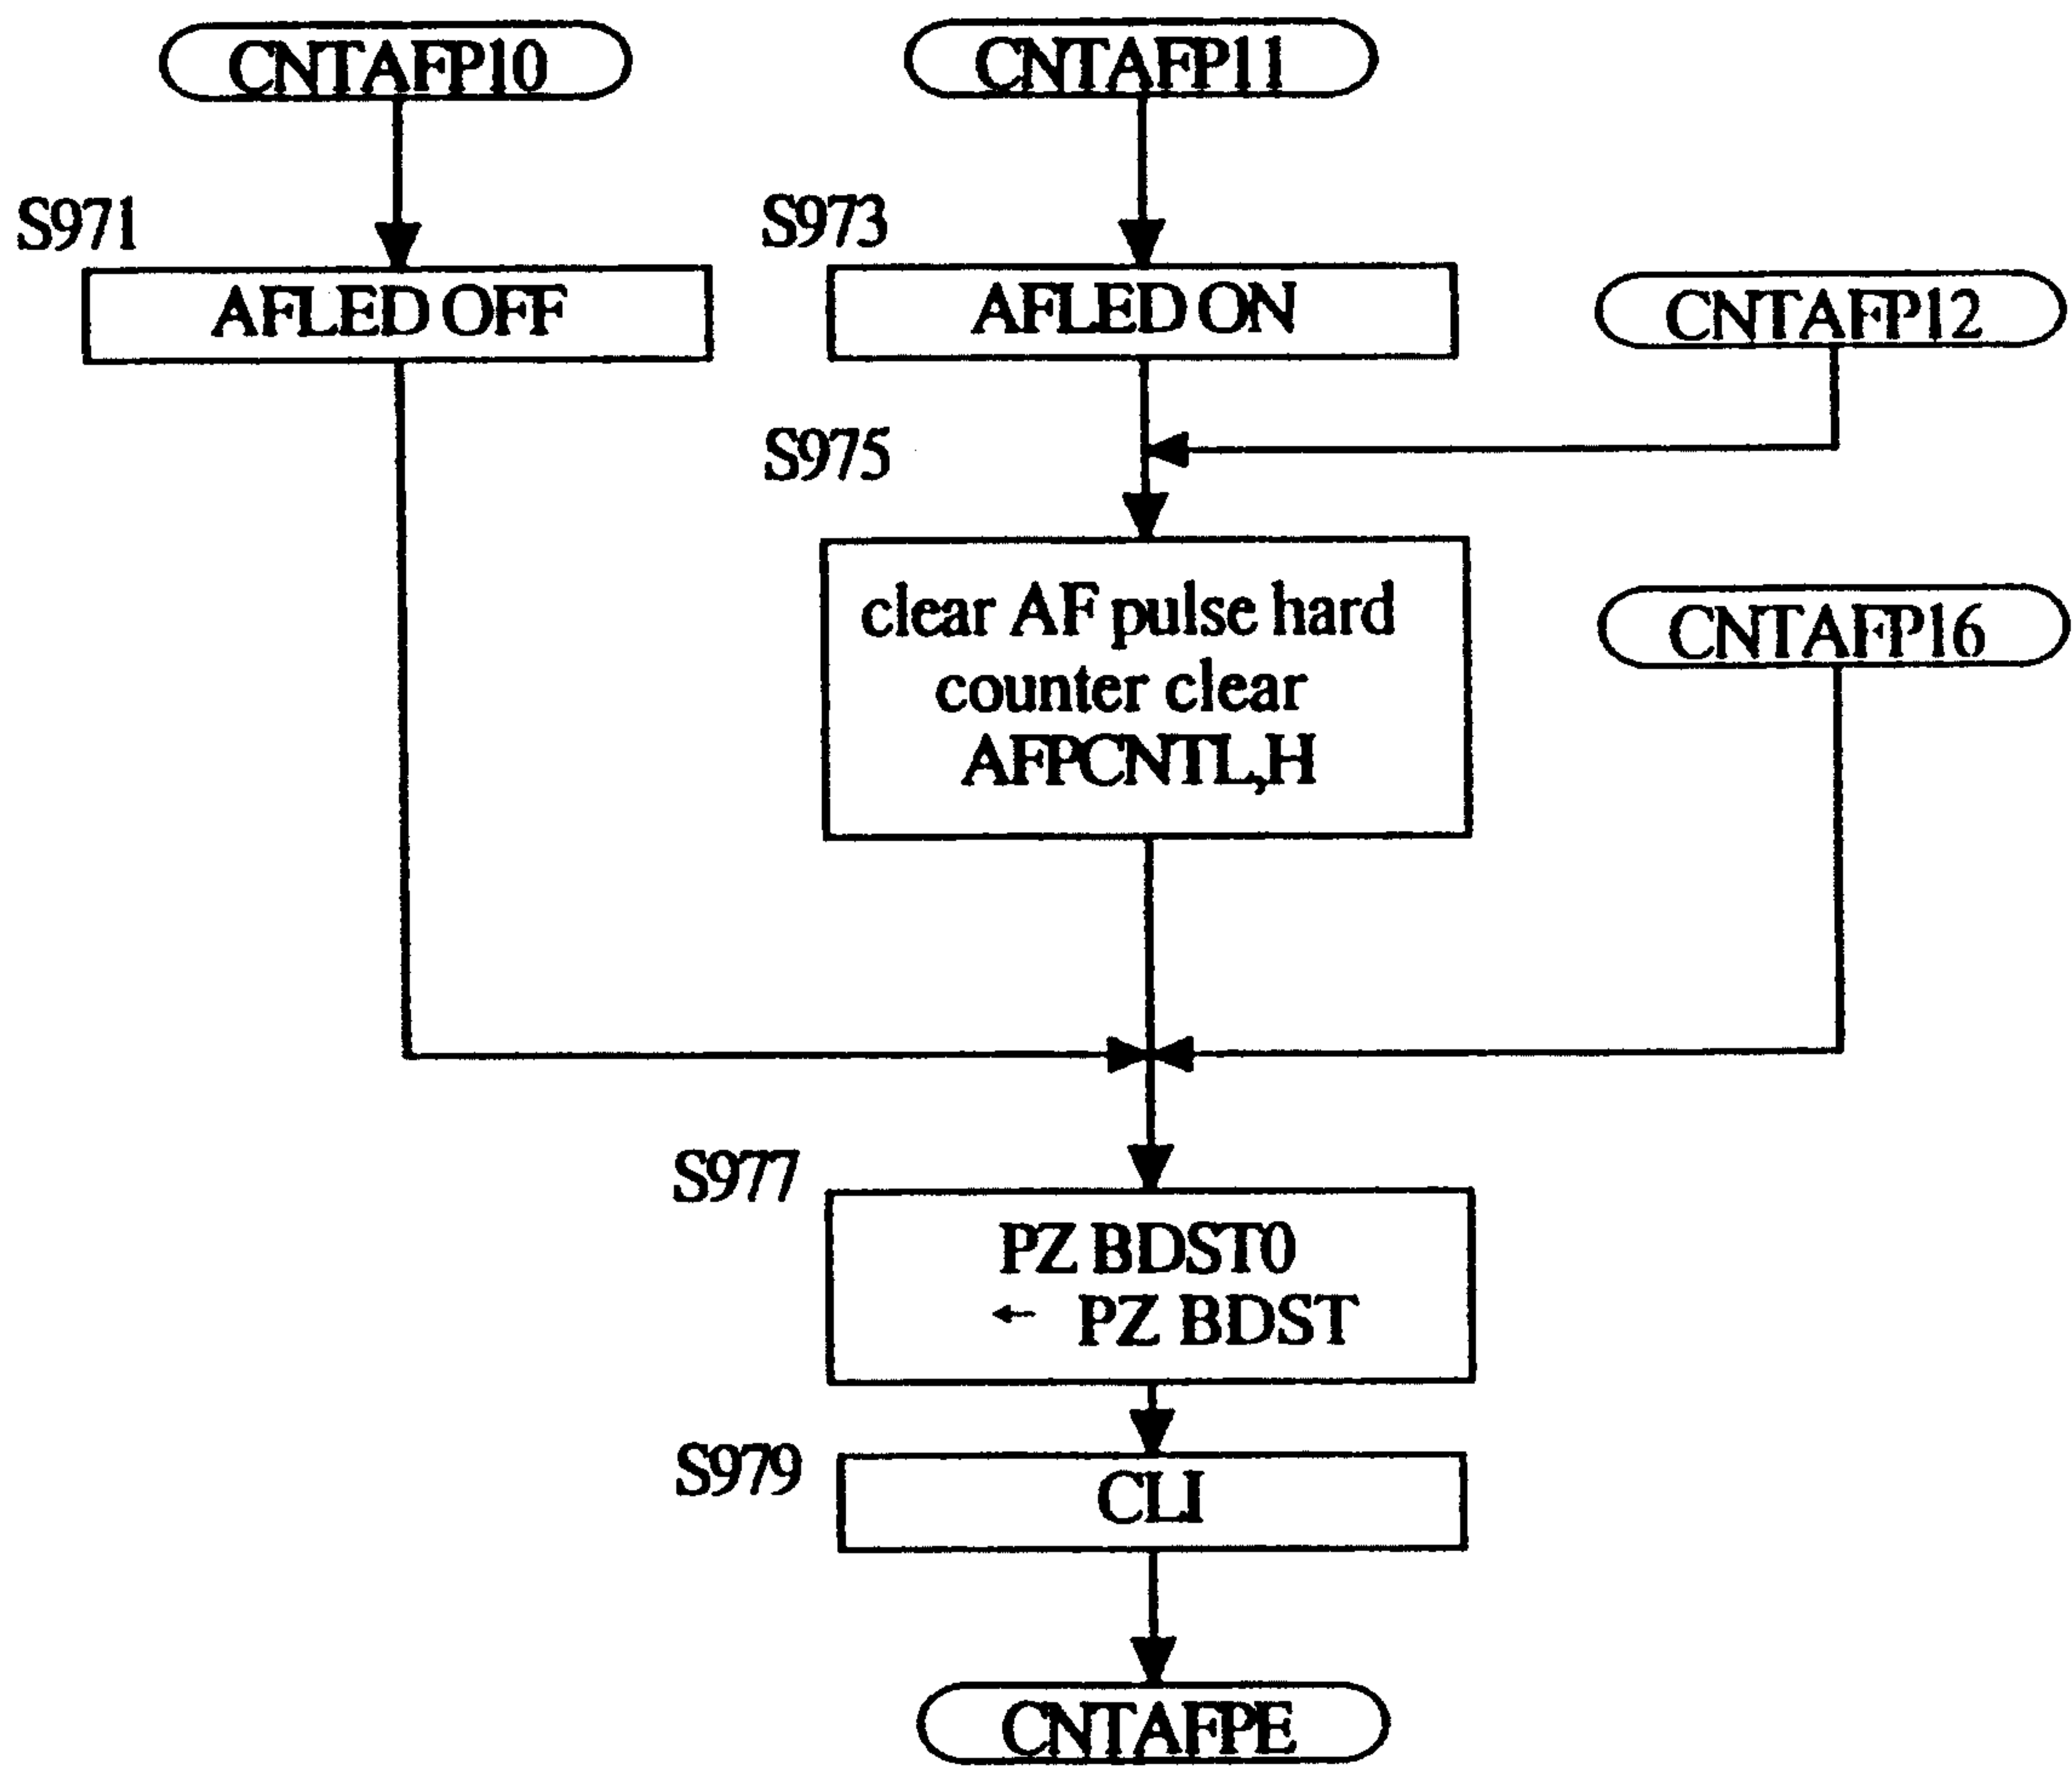 CNTAFP10
CNTAFP11
S971
S973
AFLED OFF
AFLED ON
CNTAFP12
S975
clear AF pulse hard
counter clear
AFPCNTL,H
CNTAFP16
S977
PZ BDST0
← PZ BDST
S979
CLI
CNTAFPE